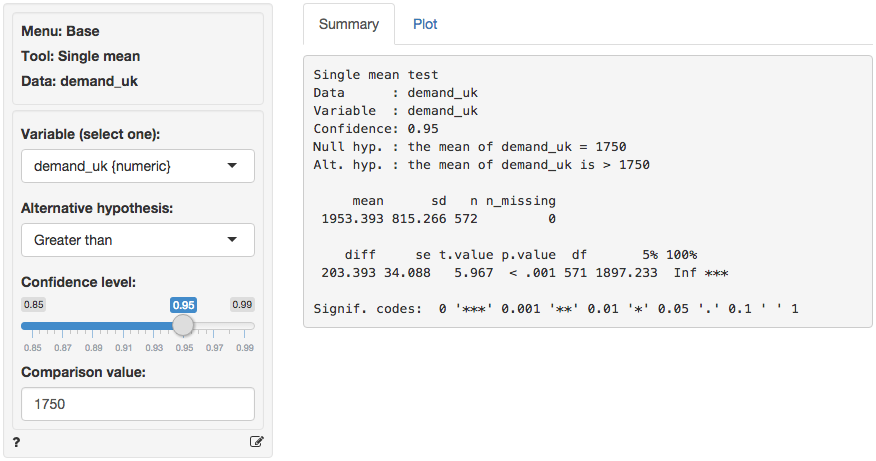 Menu: Base
Tool: Single mean
Data: demand_uk
Variable (select one):
demand_uk {numeric}
Alternative hypothesis:
Greater than
Confidence level:
0.85 0.95 0.99
0.85 0.87 0.89 0.91 0.93 0.95 0.97 0.99
Comparison value:
1750
?
Summary Plot
Single mean test
Data      : demand_uk
Variable  : demand_uk
Confidence: 0.95
Null hyp. : the mean of demand_uk = 1750
Alt. hyp. : the mean of demand_uk is > 1750
     mean      sd   n n_missing
 1953.393 815.266 572         0
    diff     se t.value p.value  df       5% 100%
 203.393 34.088   5.967  < .001 571 1897.233  Inf ***
Signif. codes:  0 '***' 0.001 '**' 0.01 '*' 0.05 '.' 0.1 ' ' 1